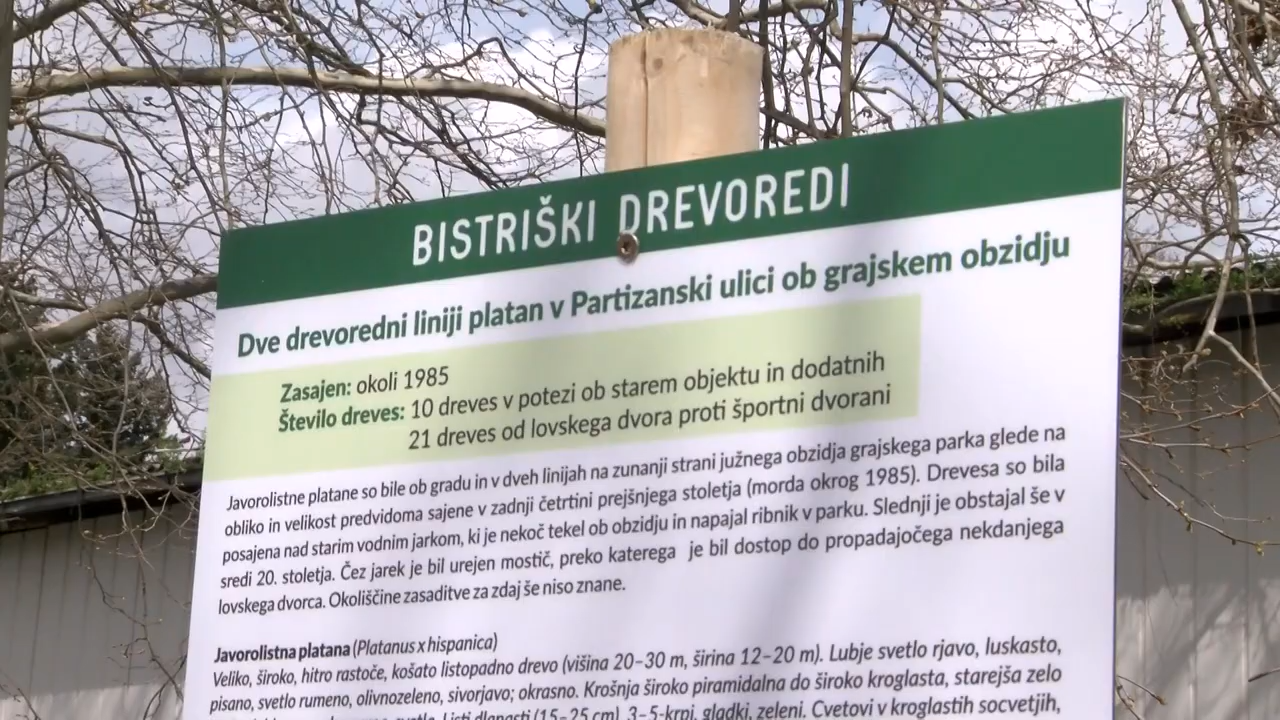 BISTRIŠKI DREVOREDI
Dve drevoredni liniji platan v Partizanski ulici ob grajskem obzidju
Zasajen: okoli 1985
Število dreves: 10 dreves v potezi ob starem objektu in dodatnih
21 dreves od lovskega dvora proti športni dvorani
Javorolistne platane so bile ob gradu in v dveh linijah na zunanji strani južnega obzidja grajskega parka glede na
obliko in velikost predvidoma sajene v zadnji četrtini prejšnjega stoletja (morda okrog 1985). Drevesa so bila
posajena nad starim vodnim jarkom, ki je nekoč tekel ob obzidju in napajal ribnik v parku. Slednji je obstajal še v
sredi 20. stoletja. Čez jarek je bil urejen mostič, preko katerega je bil dostop do propadajočega nekdanjega
lovskega dvorca. Okoliščine zasaditve za zdaj še niso znane.
Javorolistna platana (Platanus x hispanica)
Veliko, široko, hitro rastoče, košato listopadno drevo (višina 20–30 m, širina 12–20 m). Lubje svetlo rjavo, luskasto,
pisano, svetlo rumeno, olivnozeleno, sivorjavo; okrasno. Krošnja široko piramidalna do široko kroglasta, starejša zelo
Listi dlanasti (15–25 cm), 3–5-krpi, gladki, zeleni. Cvetovi v kroglastih socvetjih,